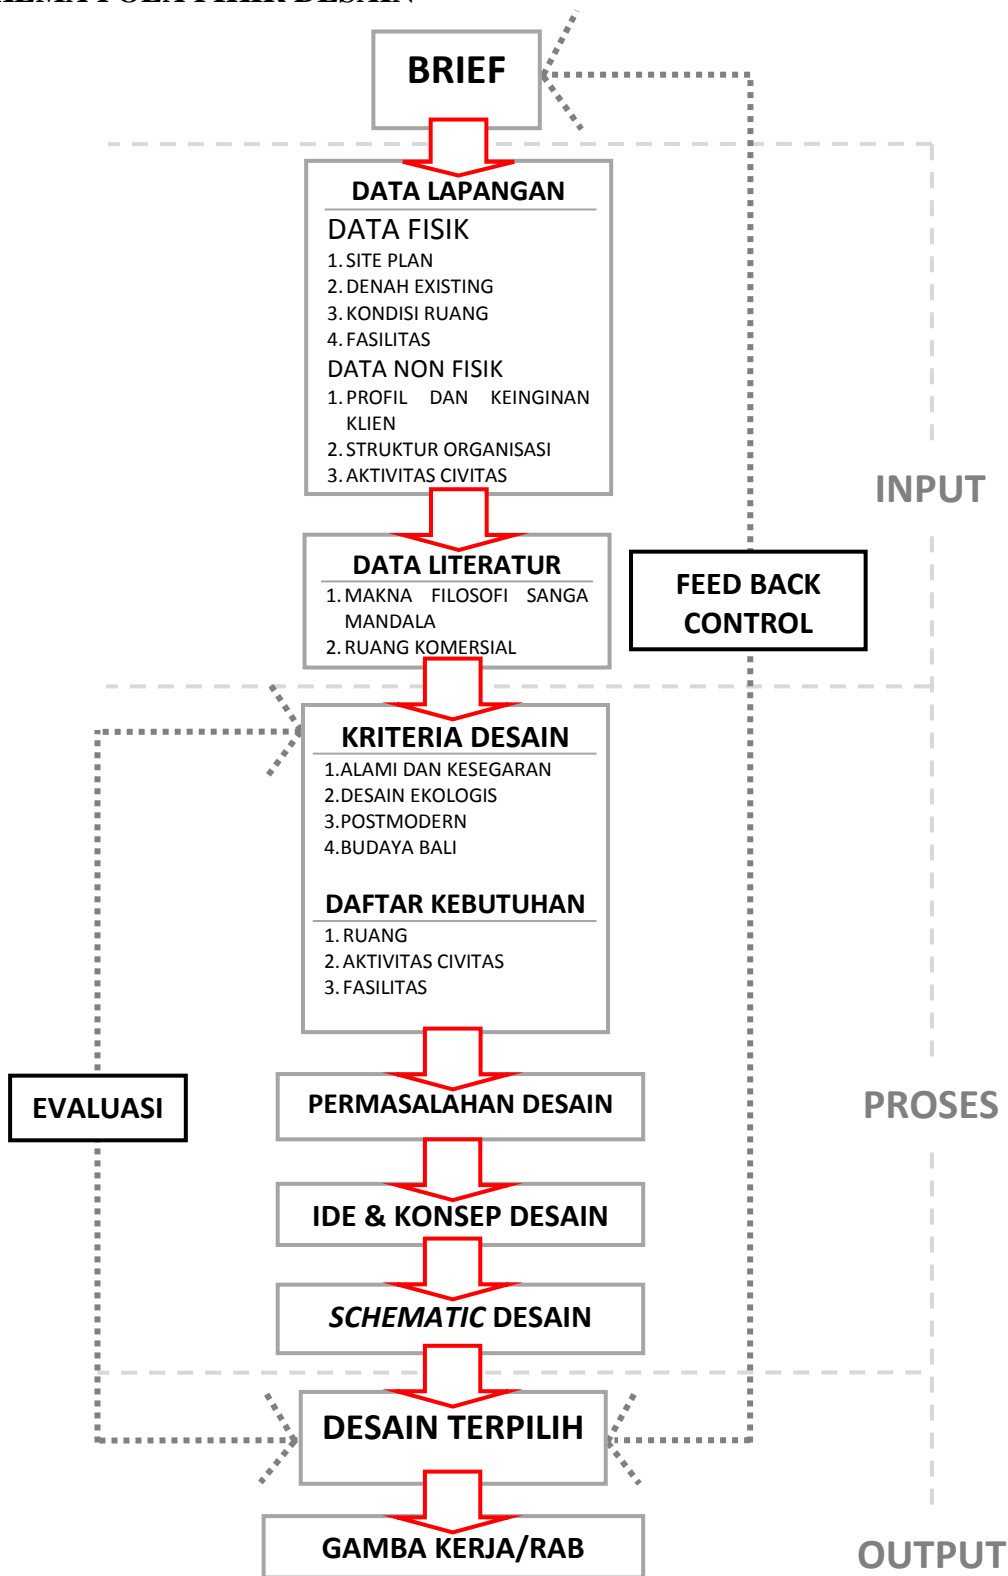 POLA PIKIR DESAIN
BRIEF
DATA LAPANGAN
DATA FISIK
1. SITE PLAN
2. DENAH EXISTING
3. KONDISI RUANG
4. FASILITAS
DATA NON FISIK
1. PROFIL DAN KEINGINAN
KLIEN
2. STRUKTUR ORGANISASI
3. AKTIVITAS CIVITAS
INPUT
DATA LITERATUR
1. MAKNA FILOSOFI SANGA
MANDALA
2. RUANG KOMERSIAL
FEED BACK
CONTROL
KRITERIA DESAIN
1.ALAMI DAN KESEGARAN
2.DESAIN EKOLOGIS
3.POSTMODERN
4.BUDAYA BALI
DAFTAR KEBUTUHAN
1. RUANG
2. AKTIVITAS CIVITAS
3. FASILITAS
EVALUASI
PERMASALAHAN DESAIN
PROSES
IDE & KONSEP DESAIN
SCHEMATIC DESAIN
DESAIN TERPILIH
GAMBA KERJA/RAB
OUTPUT